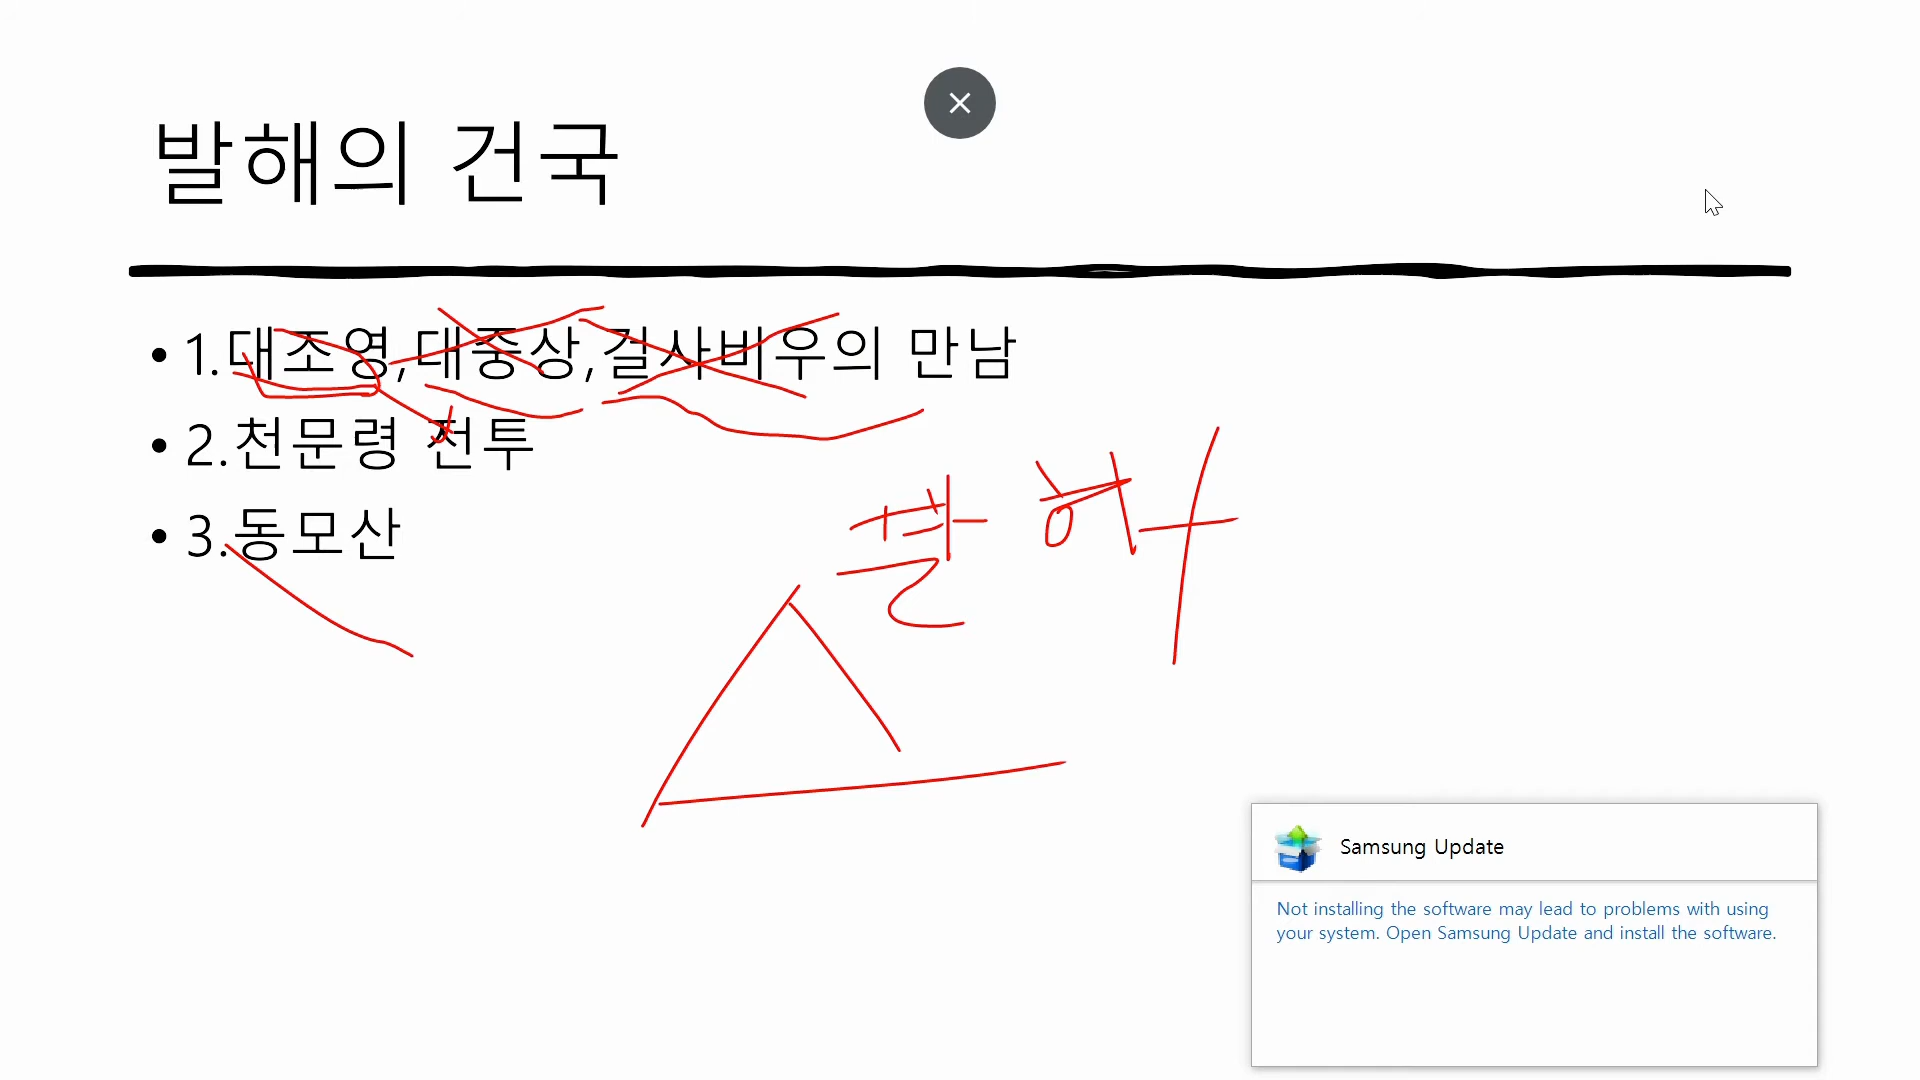 발해의 건국
• 1.대조영,대중상,걸사비우의 만남
• 2.천문령 전투
• 3.동모산
발해
Samsung Update
Not installing the software may lead to problems with using
your system. Open Samsung Update and install the software.